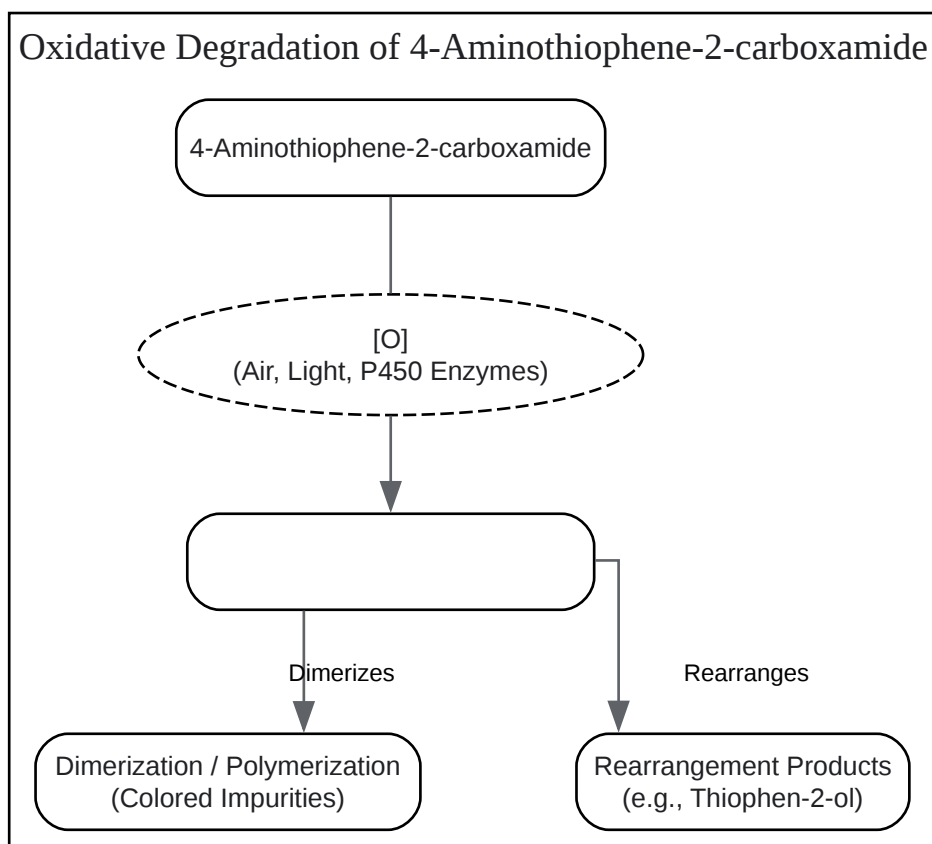 Oxidative Degradation of 4-Aminothiophene-2-carboxamide
4-Aminothiophene-2-carboxamide
[O]
(Air, Light, P450 Enzymes)
Dimerizes
Rearranges
Dimerization / Polymerization
(Colored Impurities)
Rearrangement Products
(e.g., Thiophen-2-ol)